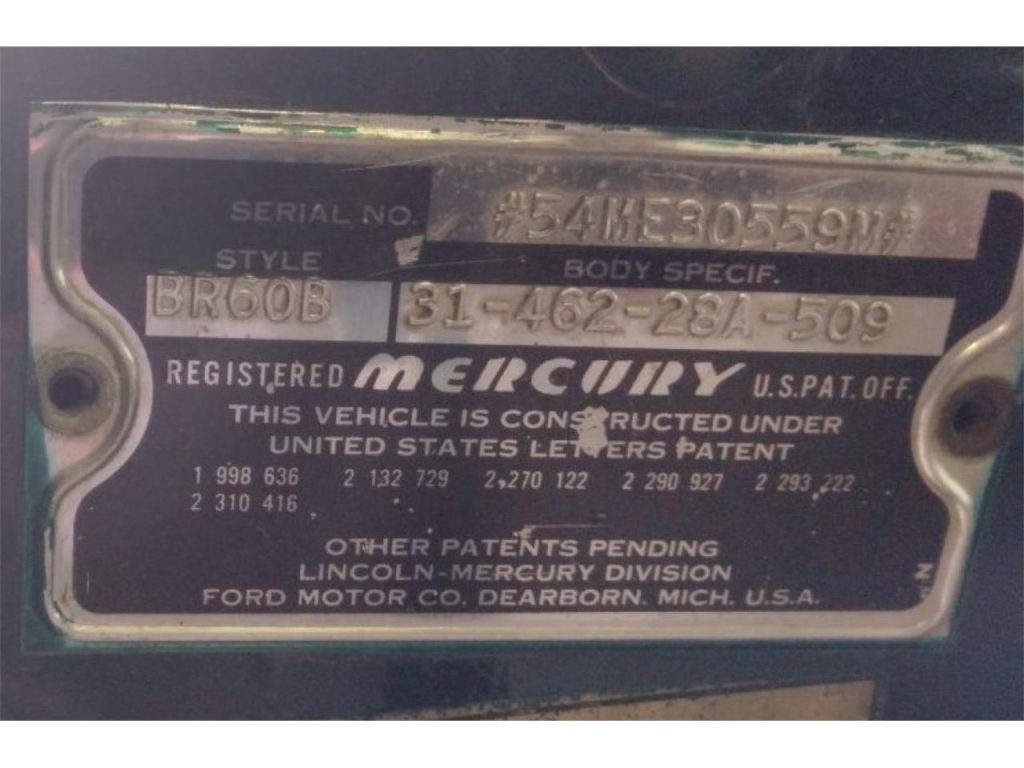 SERIAL NO. #54ME30559M#
STYLE BODY SPECIF.
BR60B 31-462-28A-509
REGISTERED MERCURY U.S.PAT. OFF.
THIS VEHICLE IS CONSTRUCTED UNDER
UNITED STATES LETTERS PATENT
1 998 636 2 132 729 2,270 122 2 290 927 2 293 222
2 310 416
OTHER PATENTS PENDING
LINCOLN-MERCURY DIVISION
FORD MOTOR CO. DEARBORN. MICH. U.S.A.